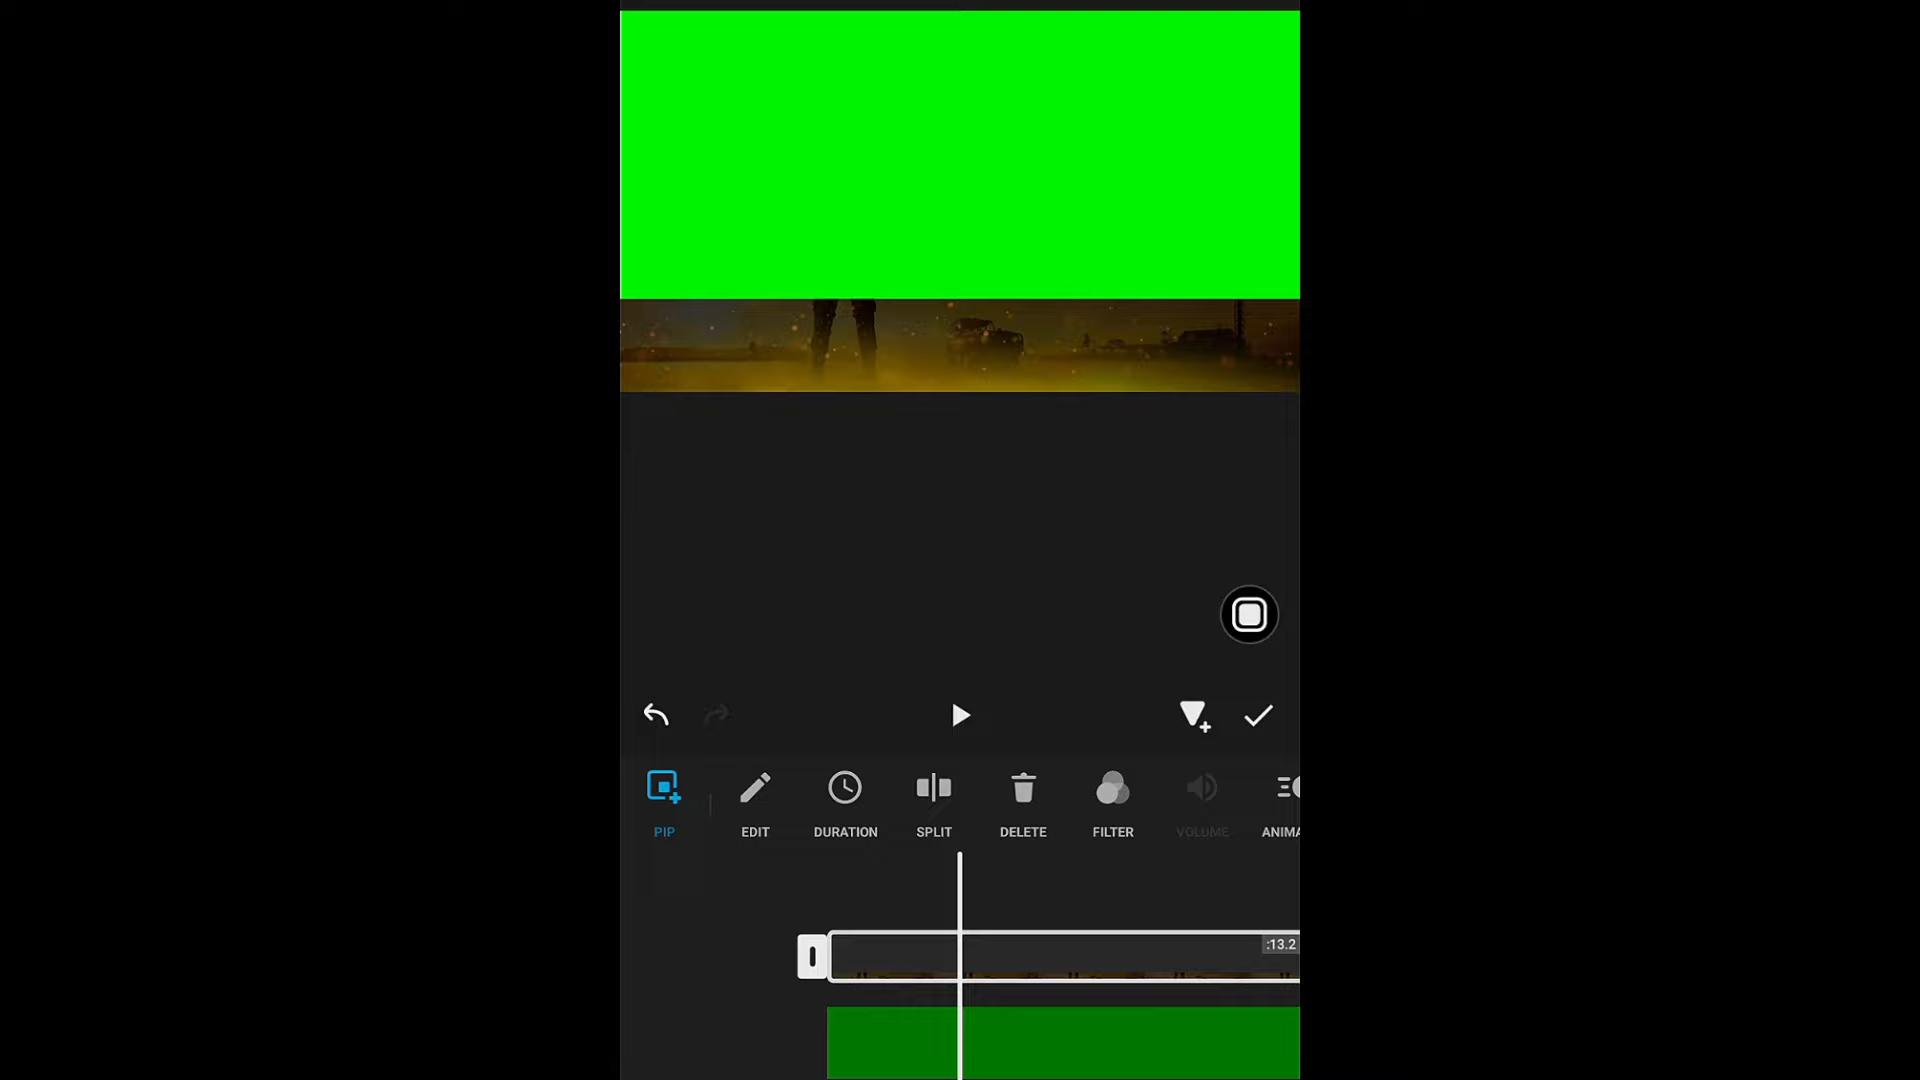 PIP
EDIT
DURATION
SPLIT
DELETE
FILTER
VOLUME
ANIMA
:13.2